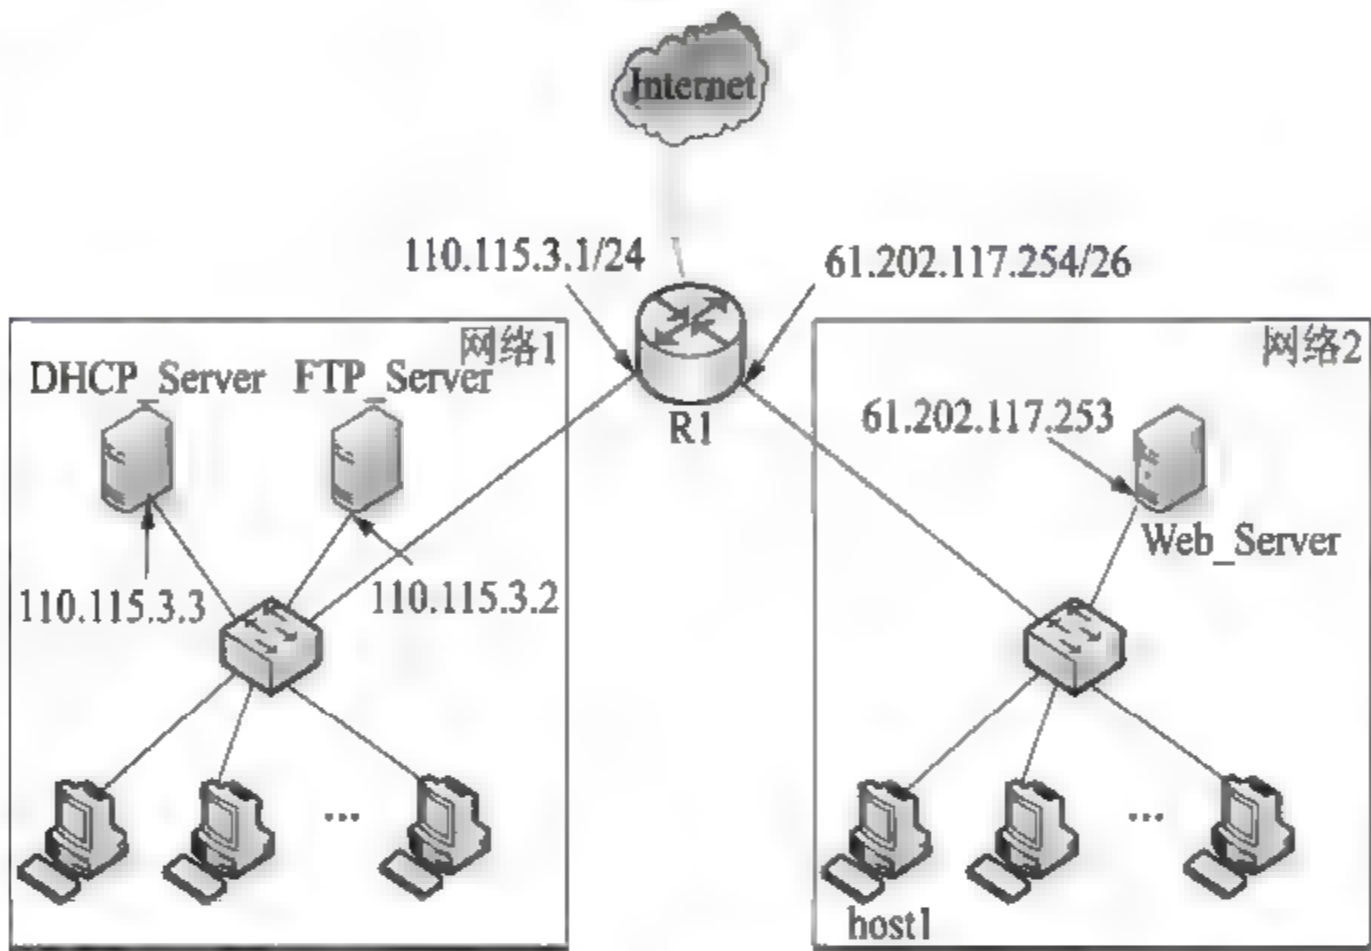 Internet
110.115.3.1/24
61.202.117.254/26
网络1
网络2
DHCP_Server
FTP_Server
R1
61.202.117.253
Web_Server
110.115.3.3
110.115.3.2
...
...
host1